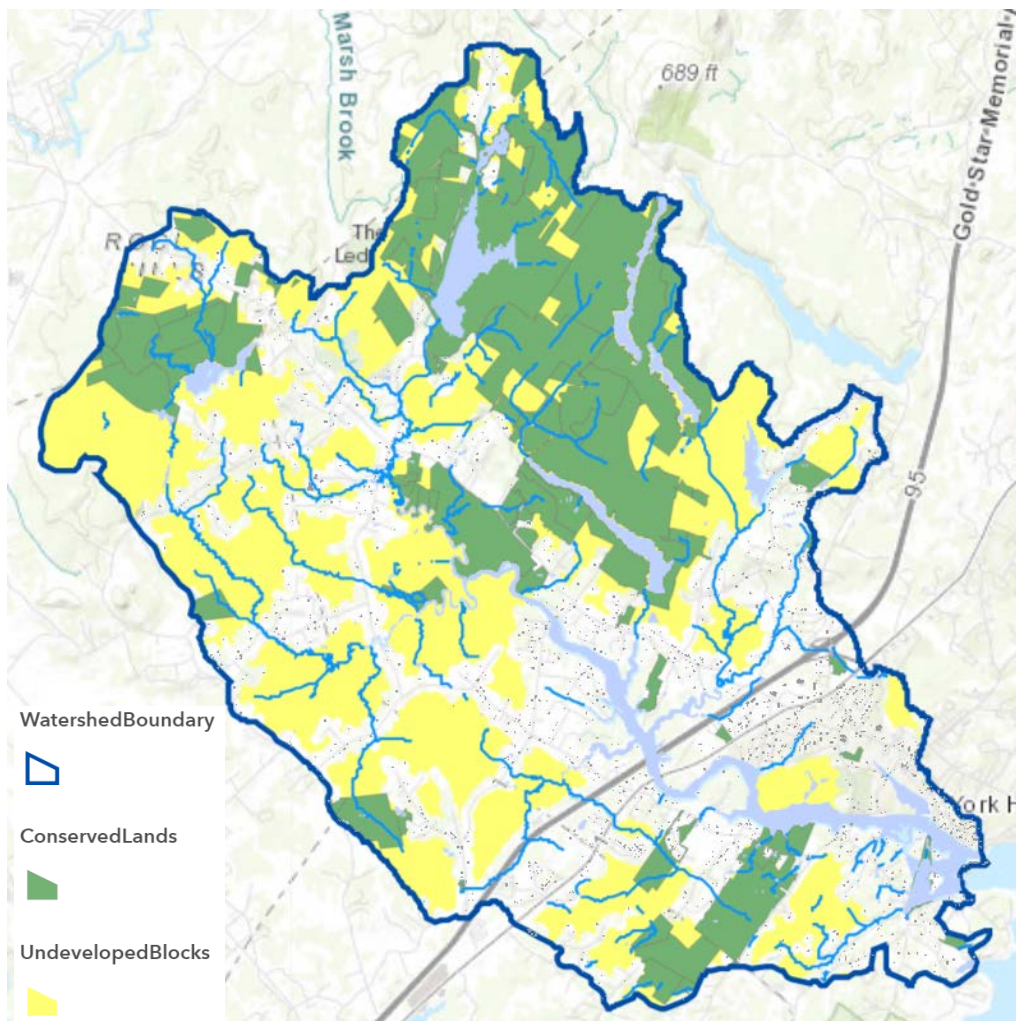 Marsh Brook
689 ft
Gold·Star·Memorial
The
Led
95
WatershedBoundary
ConservedLands
UndevelopedBlocks
York H